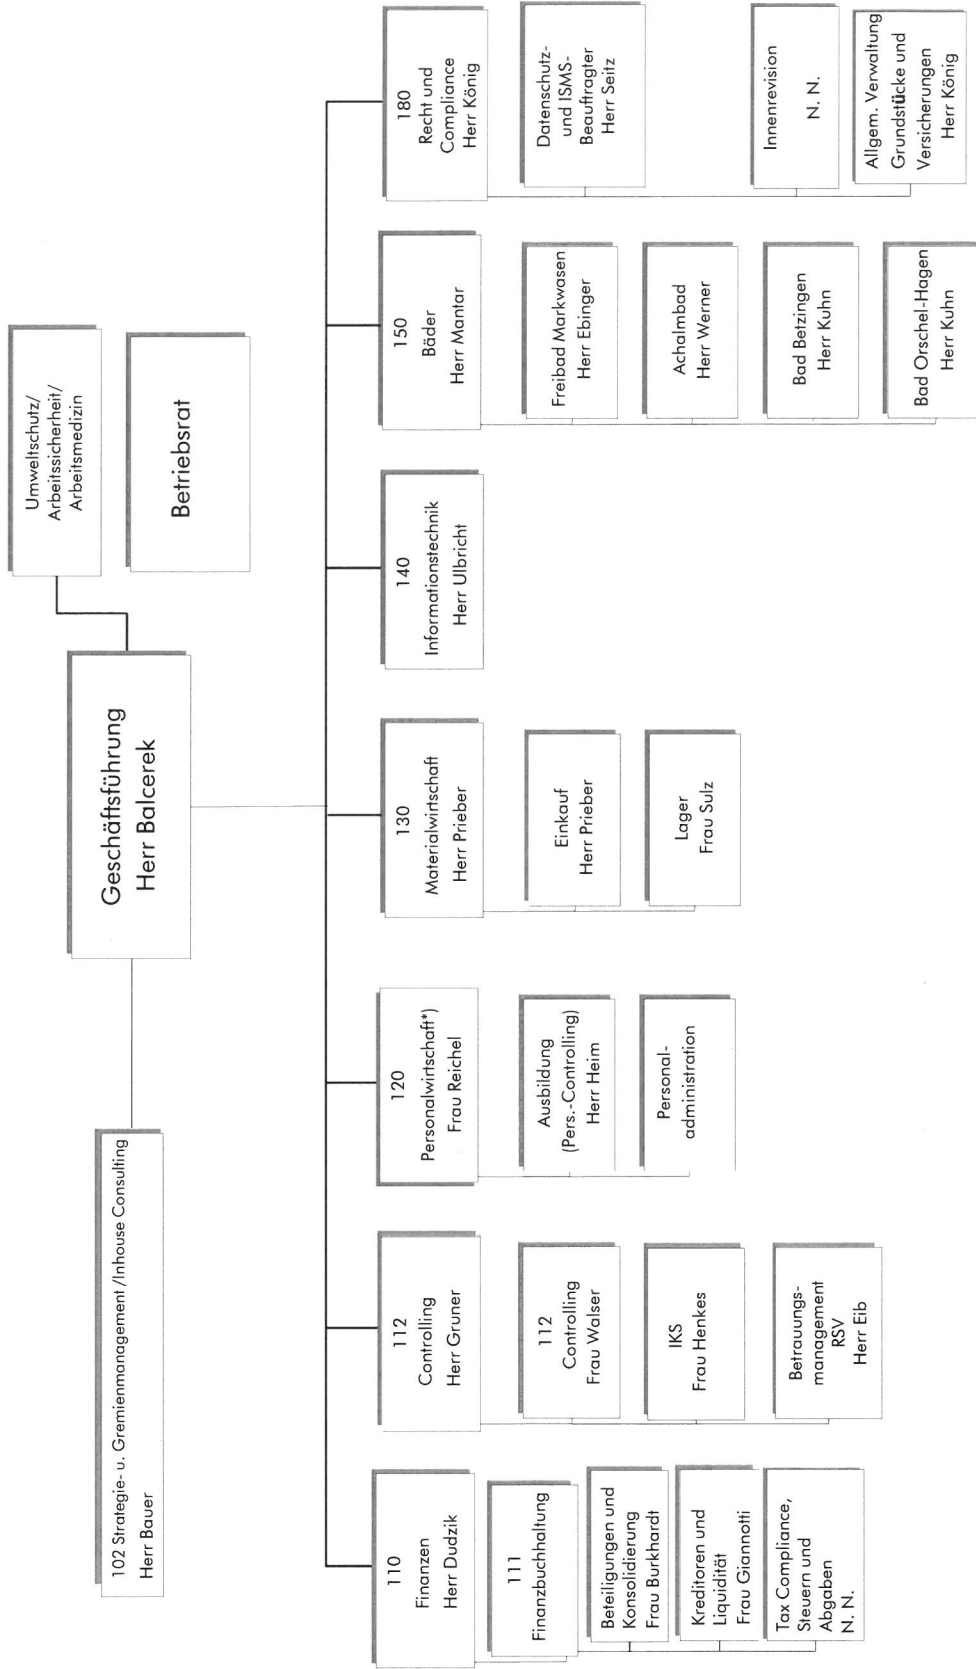 Umweltschutz/
Arbeitssicherheit/
Arbeitsmedizin
Betriebsrat
Geschäftsführung
Herr Balcerek
102 Strategie- u. Gremienmanagement /Inhouse Consulting
Herr Bauer
110
Finanzen
Herr Dudzik
111
Finanzbuchhaltung
Beteiligungen und
Konsolidierung
Frau Burkhardt
Kreditoren und
Liquidität
Frau Giannotti
Tax Compliance,
Steuern und
Abgaben
N. N.
112
Controlling
Herr Gruner
112
Controlling
Frau Walser
IKS
Frau Henkes
Betrauungs-
management
RSV
Herr Eib
120
Personalwirtschaft*)
Frau Reichel
Ausbildung
(Pers.-Controlling)
Herr Heim
Personal-
administration
130
Materialwirtschaft
Herr Prieber
Einkauf
Herr Prieber
Lager
Frau Sulz
140
Informationstechnik
Herr Ulbricht
150
Bäder
Herr Mantar
Freibad Markwasen
Herr Ebinger
Achalmbad
Herr Werner
Bad Betzingen
Herr Kuhn
Bad Orschel-Hagen
Herr Kuhn
180
Recht und
Compliance
Herr König
Datenschutz-
und ISMS-
Beauftragter
Herr Seitz
Innenrevision
N. N.
Allgem. Verwaltung
Grundstücke und
Versicherungen
Herr König